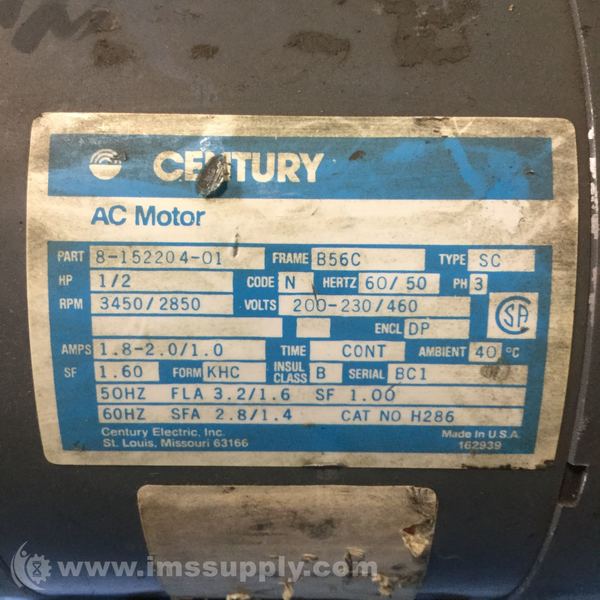 CENTURY
AC Motor
PART 8-152204-01 FRAME B56C TYPE SC
HP 1/2 CODE N HERTZ 60/50 PH 3
RPM 3450/2850 VOLTS 200-230/460
ENCL DP
AMPS 1.8-2.0/1.0 TIME CONT AMBIENT 40 °C
SF 1.60 FORM KHC INSUL CLASS B SERIAL BC1
50HZ FLA 3.2/1.6 SF 1.00
60HZ SFA 2.8/1.4 CAT NO H286
Century Electric, Inc. Made in U.S.A.
St. Louis, Missouri 63166 162939
www.imssupply.com